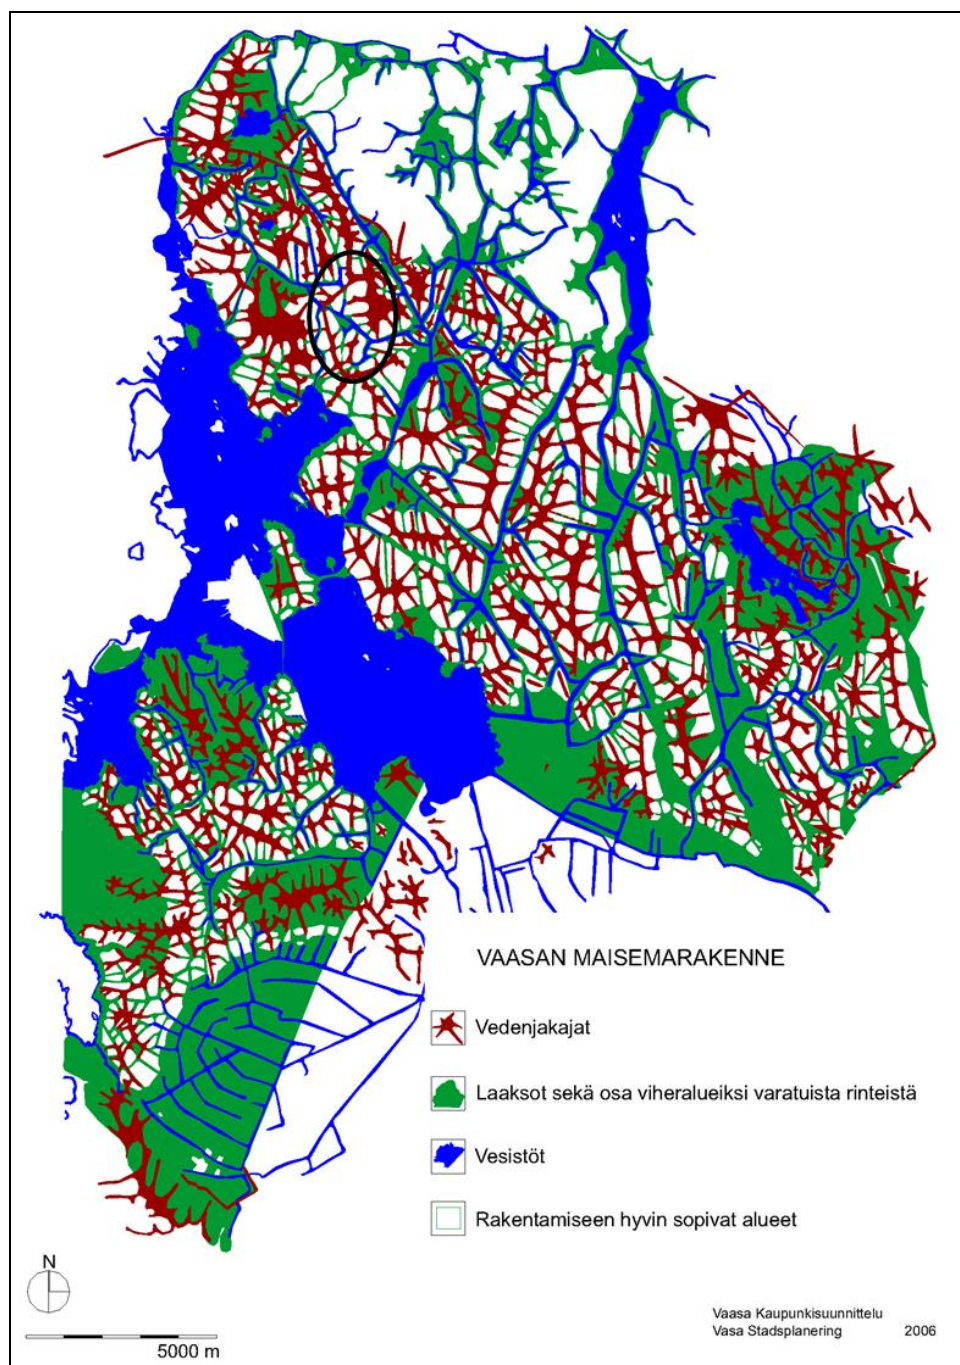 VAASAN MAISEMARAKENNE
Vedenjakajat
Laaksot sekä osa viheralueiksi varatuista rinteistä
Vesistöt
Rakentamiseen hyvin sopivat alueet
N
5000 m
Vaasa Kaupunkisuunnittelu
Vasa Stadsplanering 2006